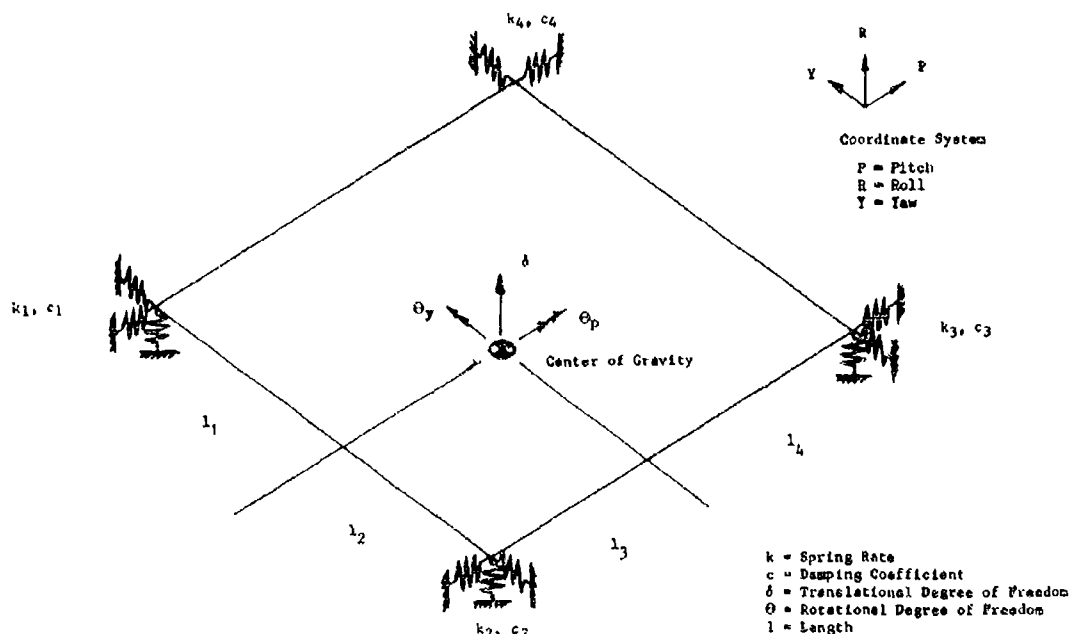 k4, c4
R
Y
P
Coordinate System
P = Pitch
R = Roll
Y = Yaw
k1, c1
δ
θy
θp
Center of Gravity
k3, c3
l1
l4
l2
l3
k2, c2
k = Spring Rate
c = Damping Coefficient
δ = Translational Degree of Freedom
θ = Rotational Degree of Freedom
l = Length